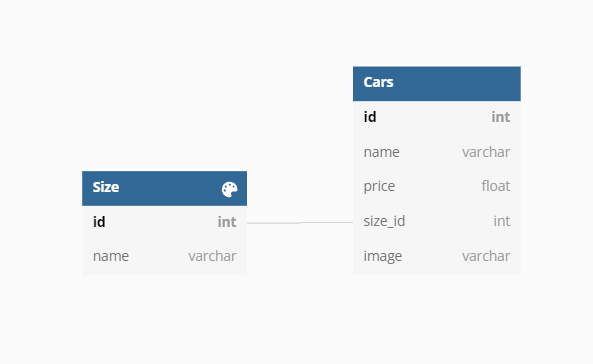 Size
id int
name varchar
Cars
id int
name varchar
price float
size_id int
image varchar